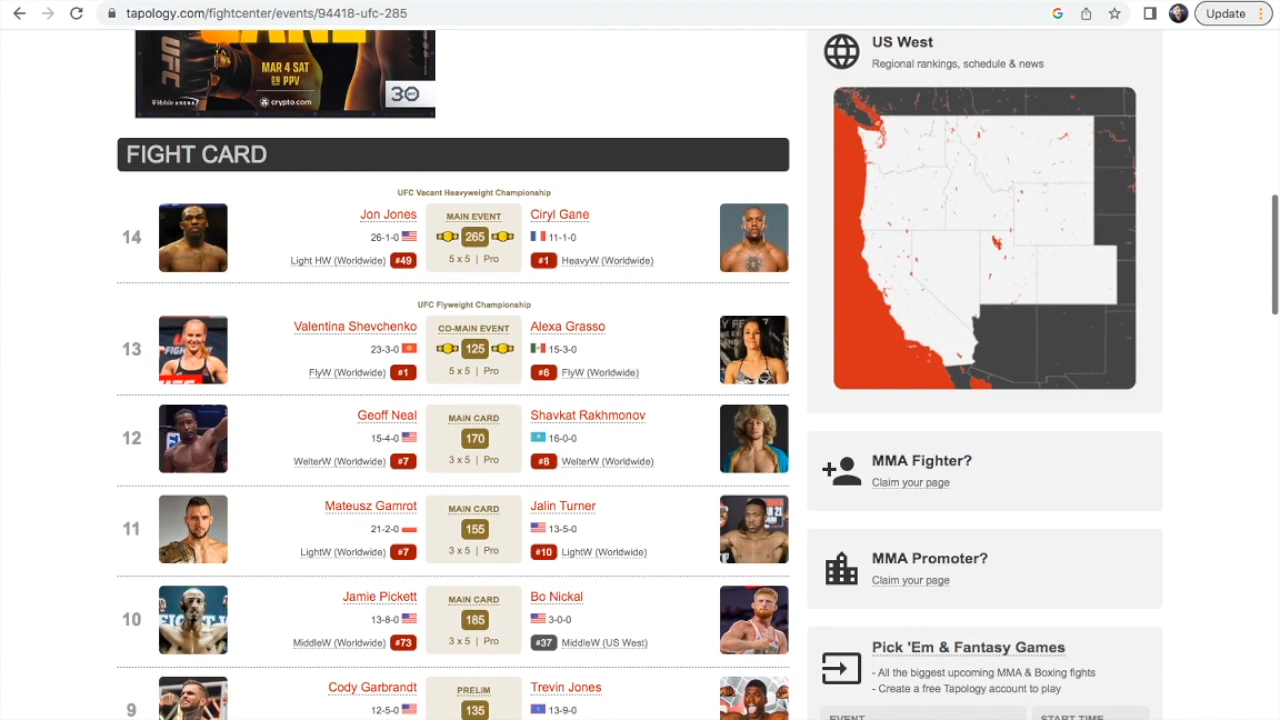 tapology.com/fightcenter/events/94418-ufc-285
Update
UFC
MAR 4 SAT
ON PPV
T-Mobile ARENA
crypto.com
30
FIGHT CARD
UFC Vacant Heavyweight Championship
14
Jon Jones
26-1-0
Light HW (Worldwide) #49
MAIN EVENT
265
5 x 5 | Pro
Ciryl Gane
11-1-0
#1 HeavyW (Worldwide)
UFC Flyweight Championship
13
Valentina Shevchenko
23-3-0
FlyW (Worldwide) #1
CO-MAIN EVENT
125
5 x 5 | Pro
Alexa Grasso
15-3-0
#6 FlyW (Worldwide)
12
Geoff Neal
15-4-0
WelterW (Worldwide) #7
MAIN CARD
170
3 x 5 | Pro
Shavkat Rakhmonov
16-0-0
#8 WelterW (Worldwide)
11
Mateusz Gamrot
21-2-0
LightW (Worldwide) #7
MAIN CARD
155
3 x 5 | Pro
Jalin Turner
13-5-0
#10 LightW (Worldwide)
10
Jamie Pickett
13-8-0
MiddleW (Worldwide) #73
MAIN CARD
185
3 x 5 | Pro
Bo Nickal
3-0-0
#37 MiddleW (US West)
9
Cody Garbrandt
12-5-0
PRELIM
135
Trevin Jones
13-9-0
US West
Regional rankings, schedule & news
MMA Fighter?
Claim your page
MMA Promoter?
Claim your page
Pick 'Em & Fantasy Games
- All the biggest upcoming MMA & Boxing fights
- Create a free Tapology account to play
EVENT
START TIME